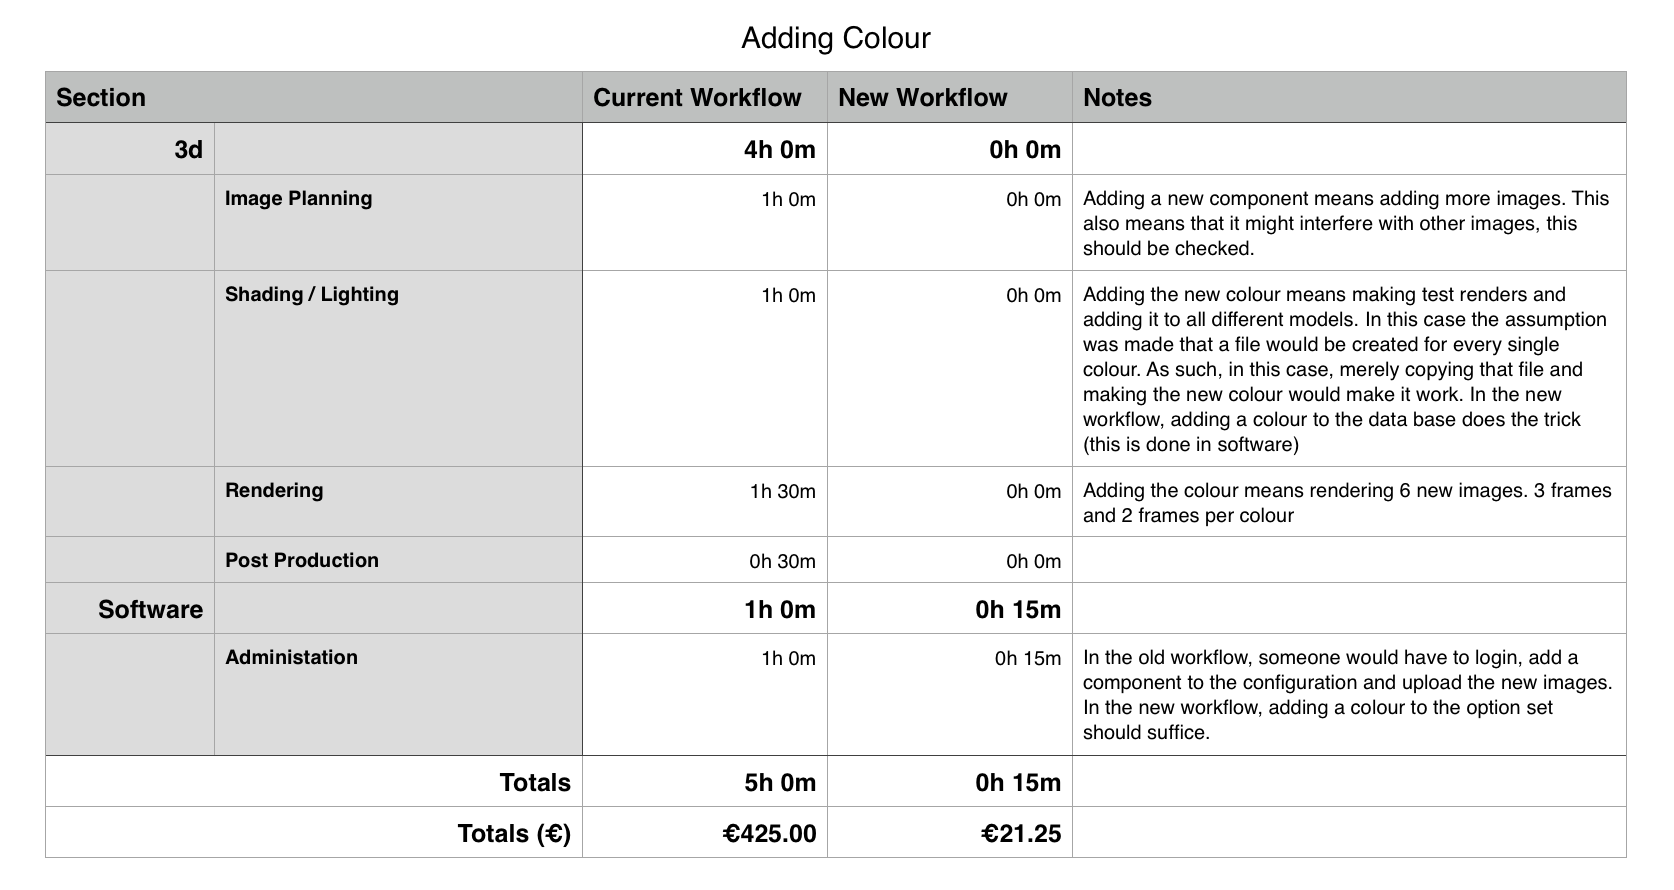 Adding Colour
Section Current Workflow New Workflow Notes
3d 4h 0m 0h 0m
Image Planning 1h 0m 0h 0m Adding a new component means adding more images. This
also means that it might interfere with other images, this
should be checked.
Shading / Lighting 1h 0m 0h 0m Adding the new colour means making test renders and
adding it to all different models. In this case the assumption
was made that a file would be created for every single
colour. As such, in this case, merely copying that file and
making the new colour would make it work. In the new
workflow, adding a colour to the data base does the trick
(this is done in software)
Rendering 1h 30m 0h 0m Adding the colour means rendering 6 new images. 3 frames
and 2 frames per colour
Post Production 0h 30m 0h 0m
Software 1h 0m 0h 15m
Administation 1h 0m 0h 15m In the old workflow, someone would have to login, add a
component to the configuration and upload the new images.
In the new workflow, adding a colour to the option set
should suffice.
Totals 5h 0m 0h 15m
Totals (€) €425.00 €21.25